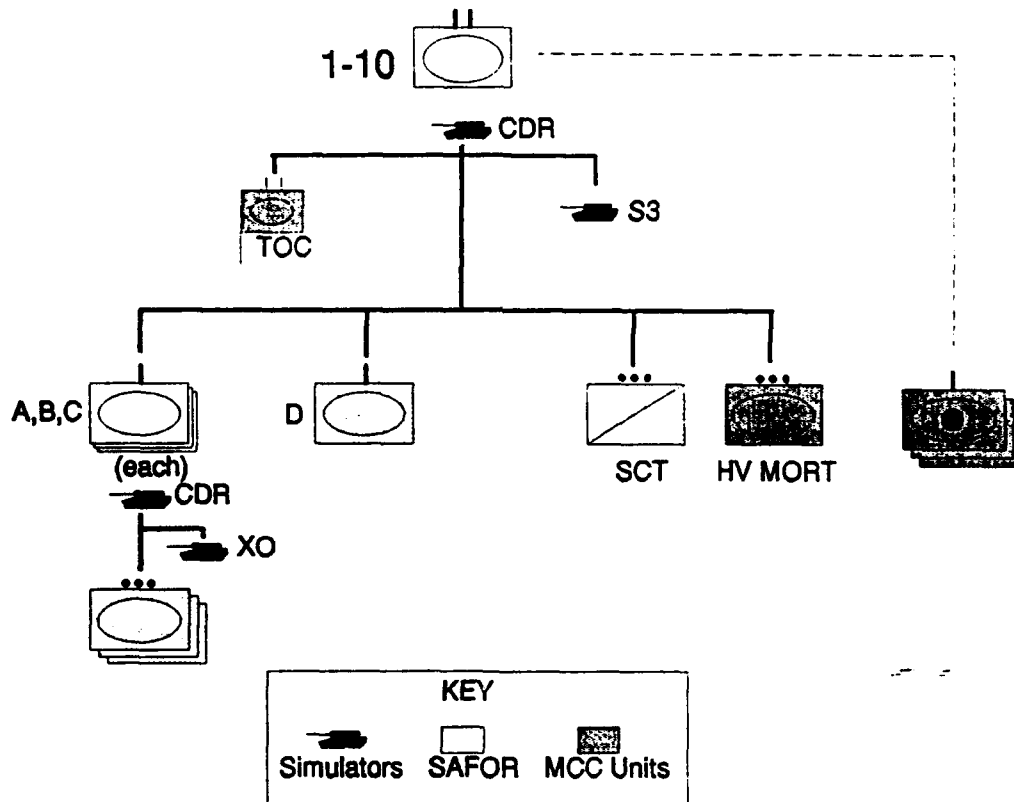 1-10
CDR
S3
TOC
A,B,C
D
(each)
SCT
HV MORT
CDR
XO
KEY
Simulators
SAFOR
MCC Units